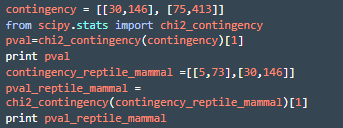 contingency = [[30,146], [75,413]]
from scipy.stats import chi2_contingency
pval=chi2_contingency(contingency)[1]
print pval
contingency_reptile_mammal =[[5,73],[30,146]]
pval_reptile_mammal =
chi2_contingency(contingency_reptile_mammal)[1]
print pval_reptile_mammal